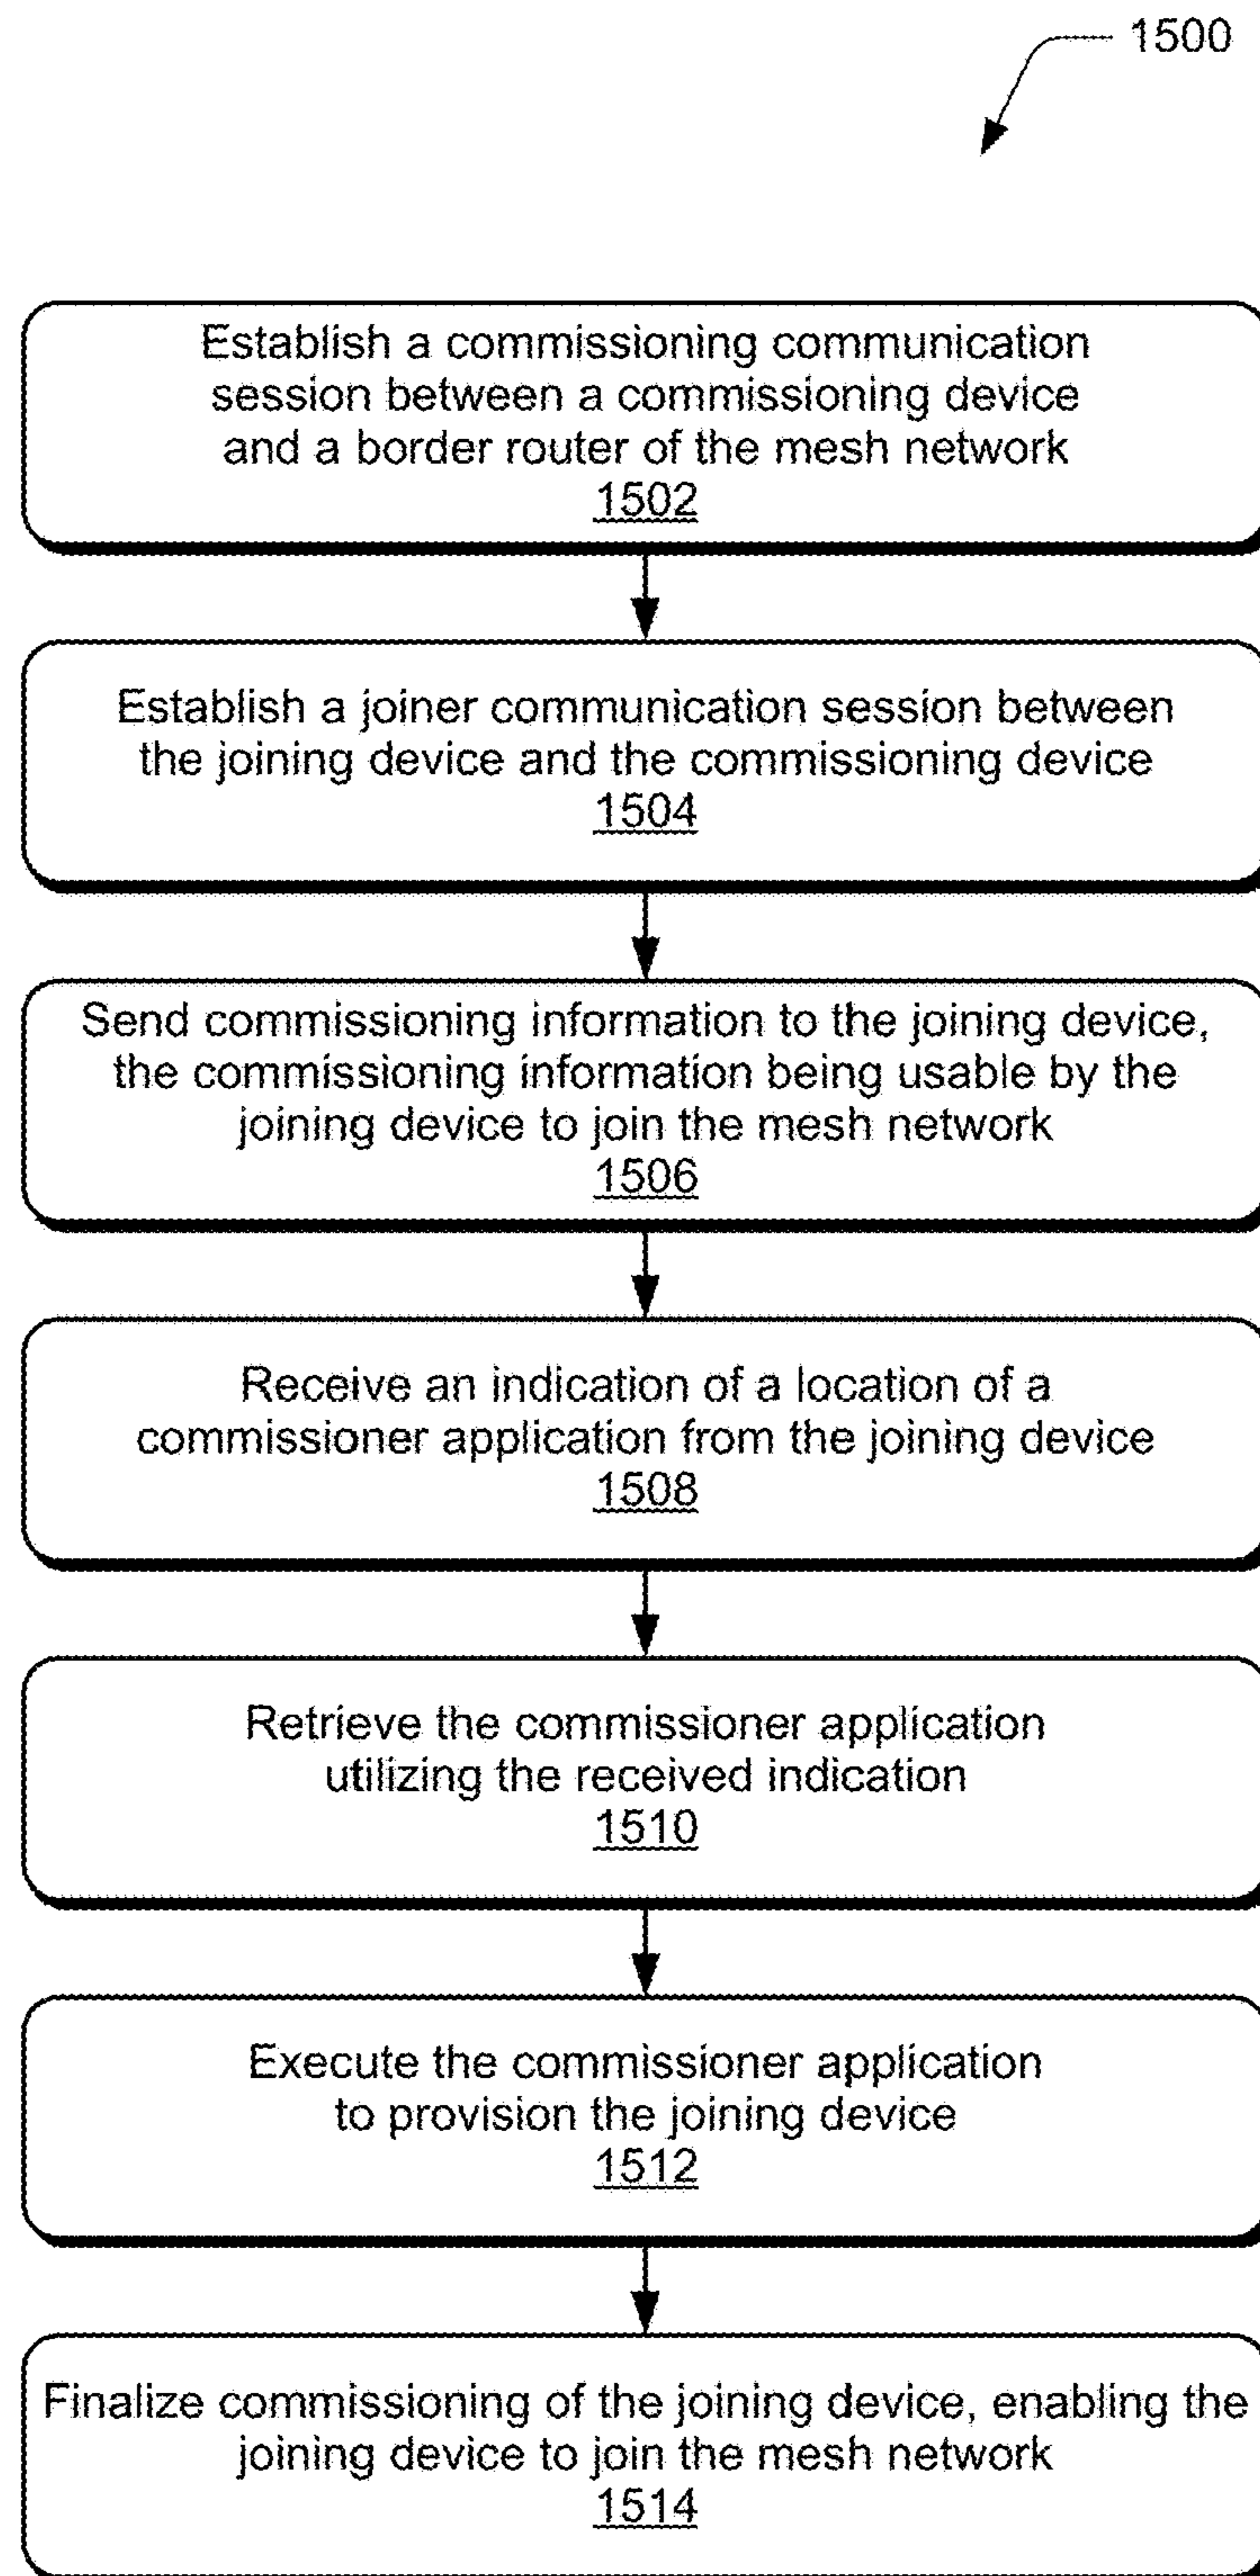 1500
Establish a commissioning communication
session between a commissioning device
and a border router of the mesh network
1502
Establish a joiner communication session between
the joining device and the commissioning device
1504
Send commissioning information to the joining device,
the commissioning information being usable by the
joining device to join the mesh network
1506
Receive an indication of a location of a
commissioner application from the joining device
1508
Retrieve the commissioner application
utilizing the received indication
1510
Execute the commissioner application
to provision the joining device
1512
Finalize commissioning of the joining device, enabling the
joining device to join the mesh network
1514